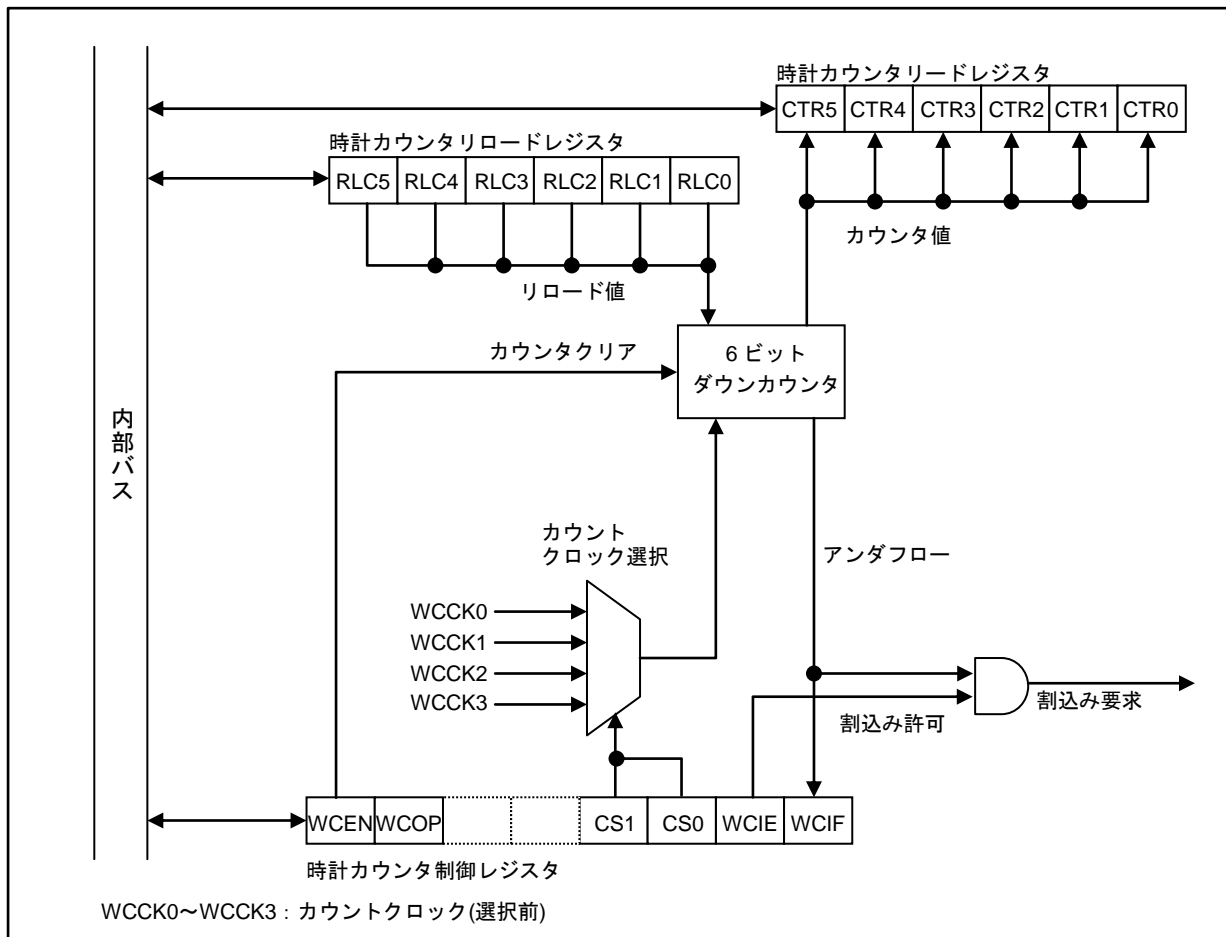 時計カウンタリードレジスタ
CTR5 CTR4 CTR3 CTR2 CTR1 CTR0
時計カウンタリロードレジスタ
RLC5 RLC4 RLC3 RLC2 RLC1 RLC0
カウンタ値
リロード値
カウンタクリア
6 ビット
ダウンカウンタ
内部バス
カウント
クロック選択
アンダフロー
WCCK0
WCCK1
WCCK2
WCCK3
割込み要求
割込み許可
WCEN WCOP CS1 CS0 WCIE WCIF
時計カウンタ制御レジスタ
WCCK0～WCCK3：カウントクロック(選択前)